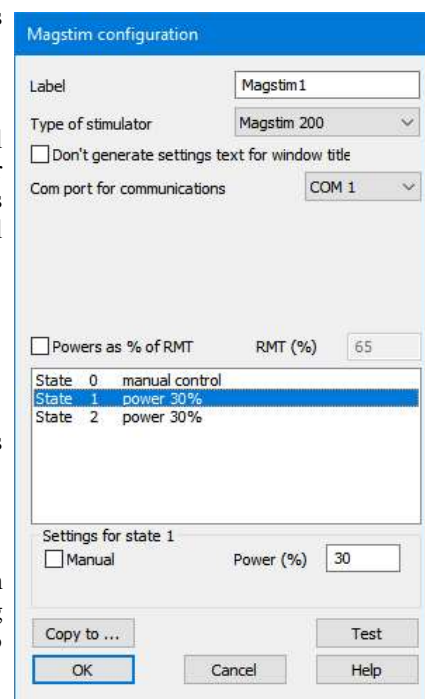 Magstim configuration
Label Magstim1
Type of stimulator Magstim 200
Don't generate settings text for window title
Com port for communications COM 1
Powers as % of RMT RMT (%) 65
State 0 manual control
State 1 power 30%
State 2 power 30%
Settings for state 1
Manual Power (%) 30
Copy to ... Test
OK Cancel Help